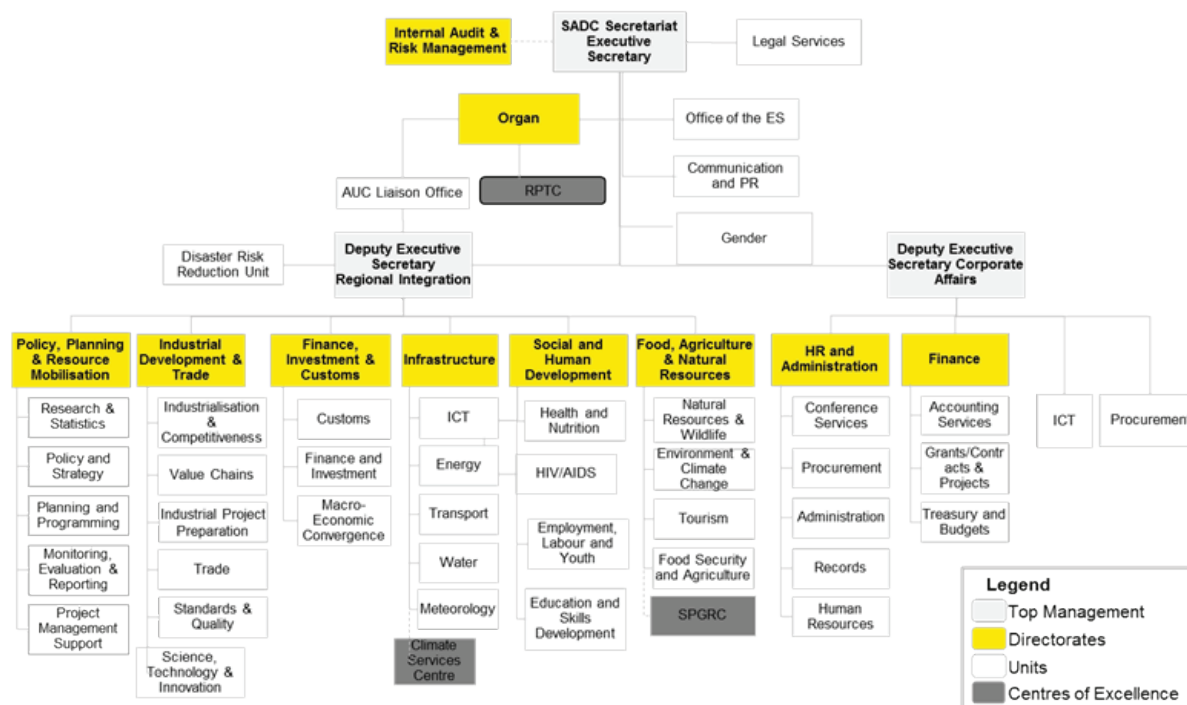 Internal Audit &
Risk Management
SADC Secretariat
Executive
Secretary
Legal Services
Organ
Office of the ES
Communication
and PR
RPTC
AUC Liaison Office
Gender
Disaster Risk
Reduction Unit
Deputy Executive
Secretary
Regional Integration
Deputy Executive
Secretary Corporate
Affairs
Policy, Planning
& Resource
Mobilisation
Industrial
Development &
Trade
Finance,
Investment &
Customs
Infrastructure
Social and
Human
Development
Food, Agriculture
& Natural
Resources
HR and
Administration
Finance
Research &
Statistics
Policy and
Strategy
Planning and
Programming
Monitoring,
Evaluation &
Reporting
Project
Management
Support
Industrialisation
&
Competitiveness
Value Chains
Industrial Project
Preparation
Trade
Standards &
Quality
Science,
Technology &
Innovation
Customs
Finance and
Investment
Macro-
Economic
Convergence
ICT
Energy
Transport
Water
Meteorology
Climate
Services
Centre
Health and
Nutrition
HIV/AIDS
Employment,
Labour and
Youth
Education and
Skills
Development
Natural
Resources &
Wildlife
Environment &
Climate
Change
Tourism
Food Security
and Agriculture
SPGRC
Conference
Services
Procurement
Administration
Records
Human
Resources
Accounting
Services
Grants/Contr
acts &
Projects
Treasury and
Budgets
ICT
Procurement
Legend
Top Management
Directorates
Units
Centres of Excellence